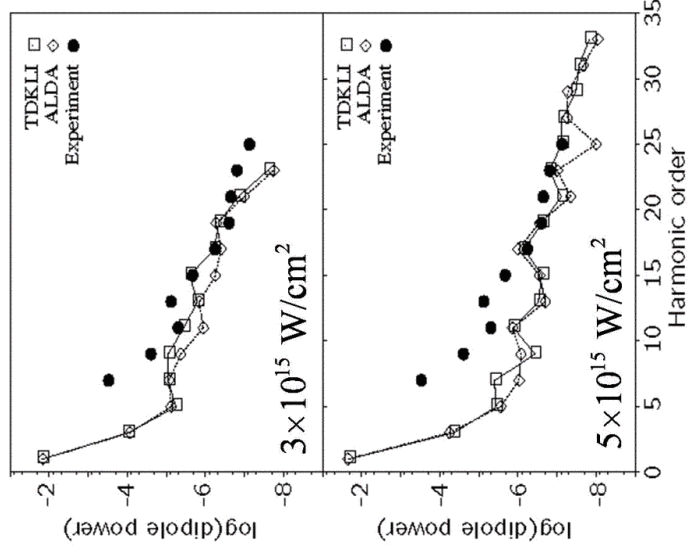 TDKLI
ALDA
Experiment
-2
-4
-6
-8
log(dipole power)
3×10¹⁵ W/cm²
TDKLI
ALDA
Experiment
-2
-4
-6
-8
log(dipole power)
5×10¹⁵ W/cm²
0 5 10 15 20 25 30 35
Harmonic order